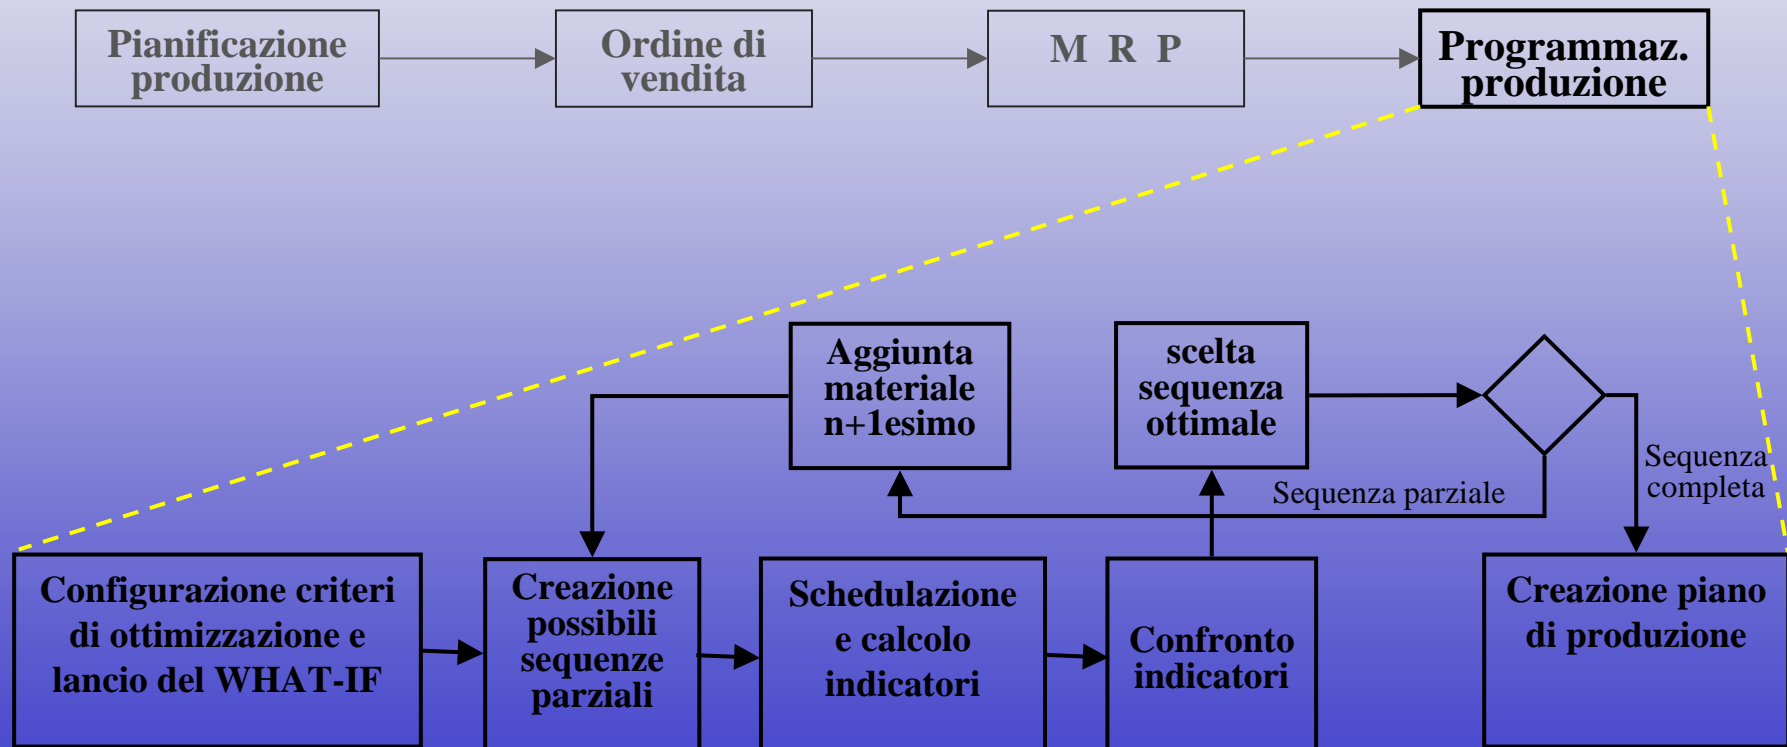 Pianificazione
produzione
Ordine di
vendita
M R P
Programmaz.
produzione
Aggiunta
materiale
n+1esimo
scelta
sequenza
ottimale
Sequenza parziale
Sequenza
completa
Configurazione criteri
di ottimizzazione e
lancio del WHAT-IF
Creazione
possibili
sequenze
parziali
Schedulazione
e calcolo
indicatori
Confronto
indicatori
Creazione piano
di produzione